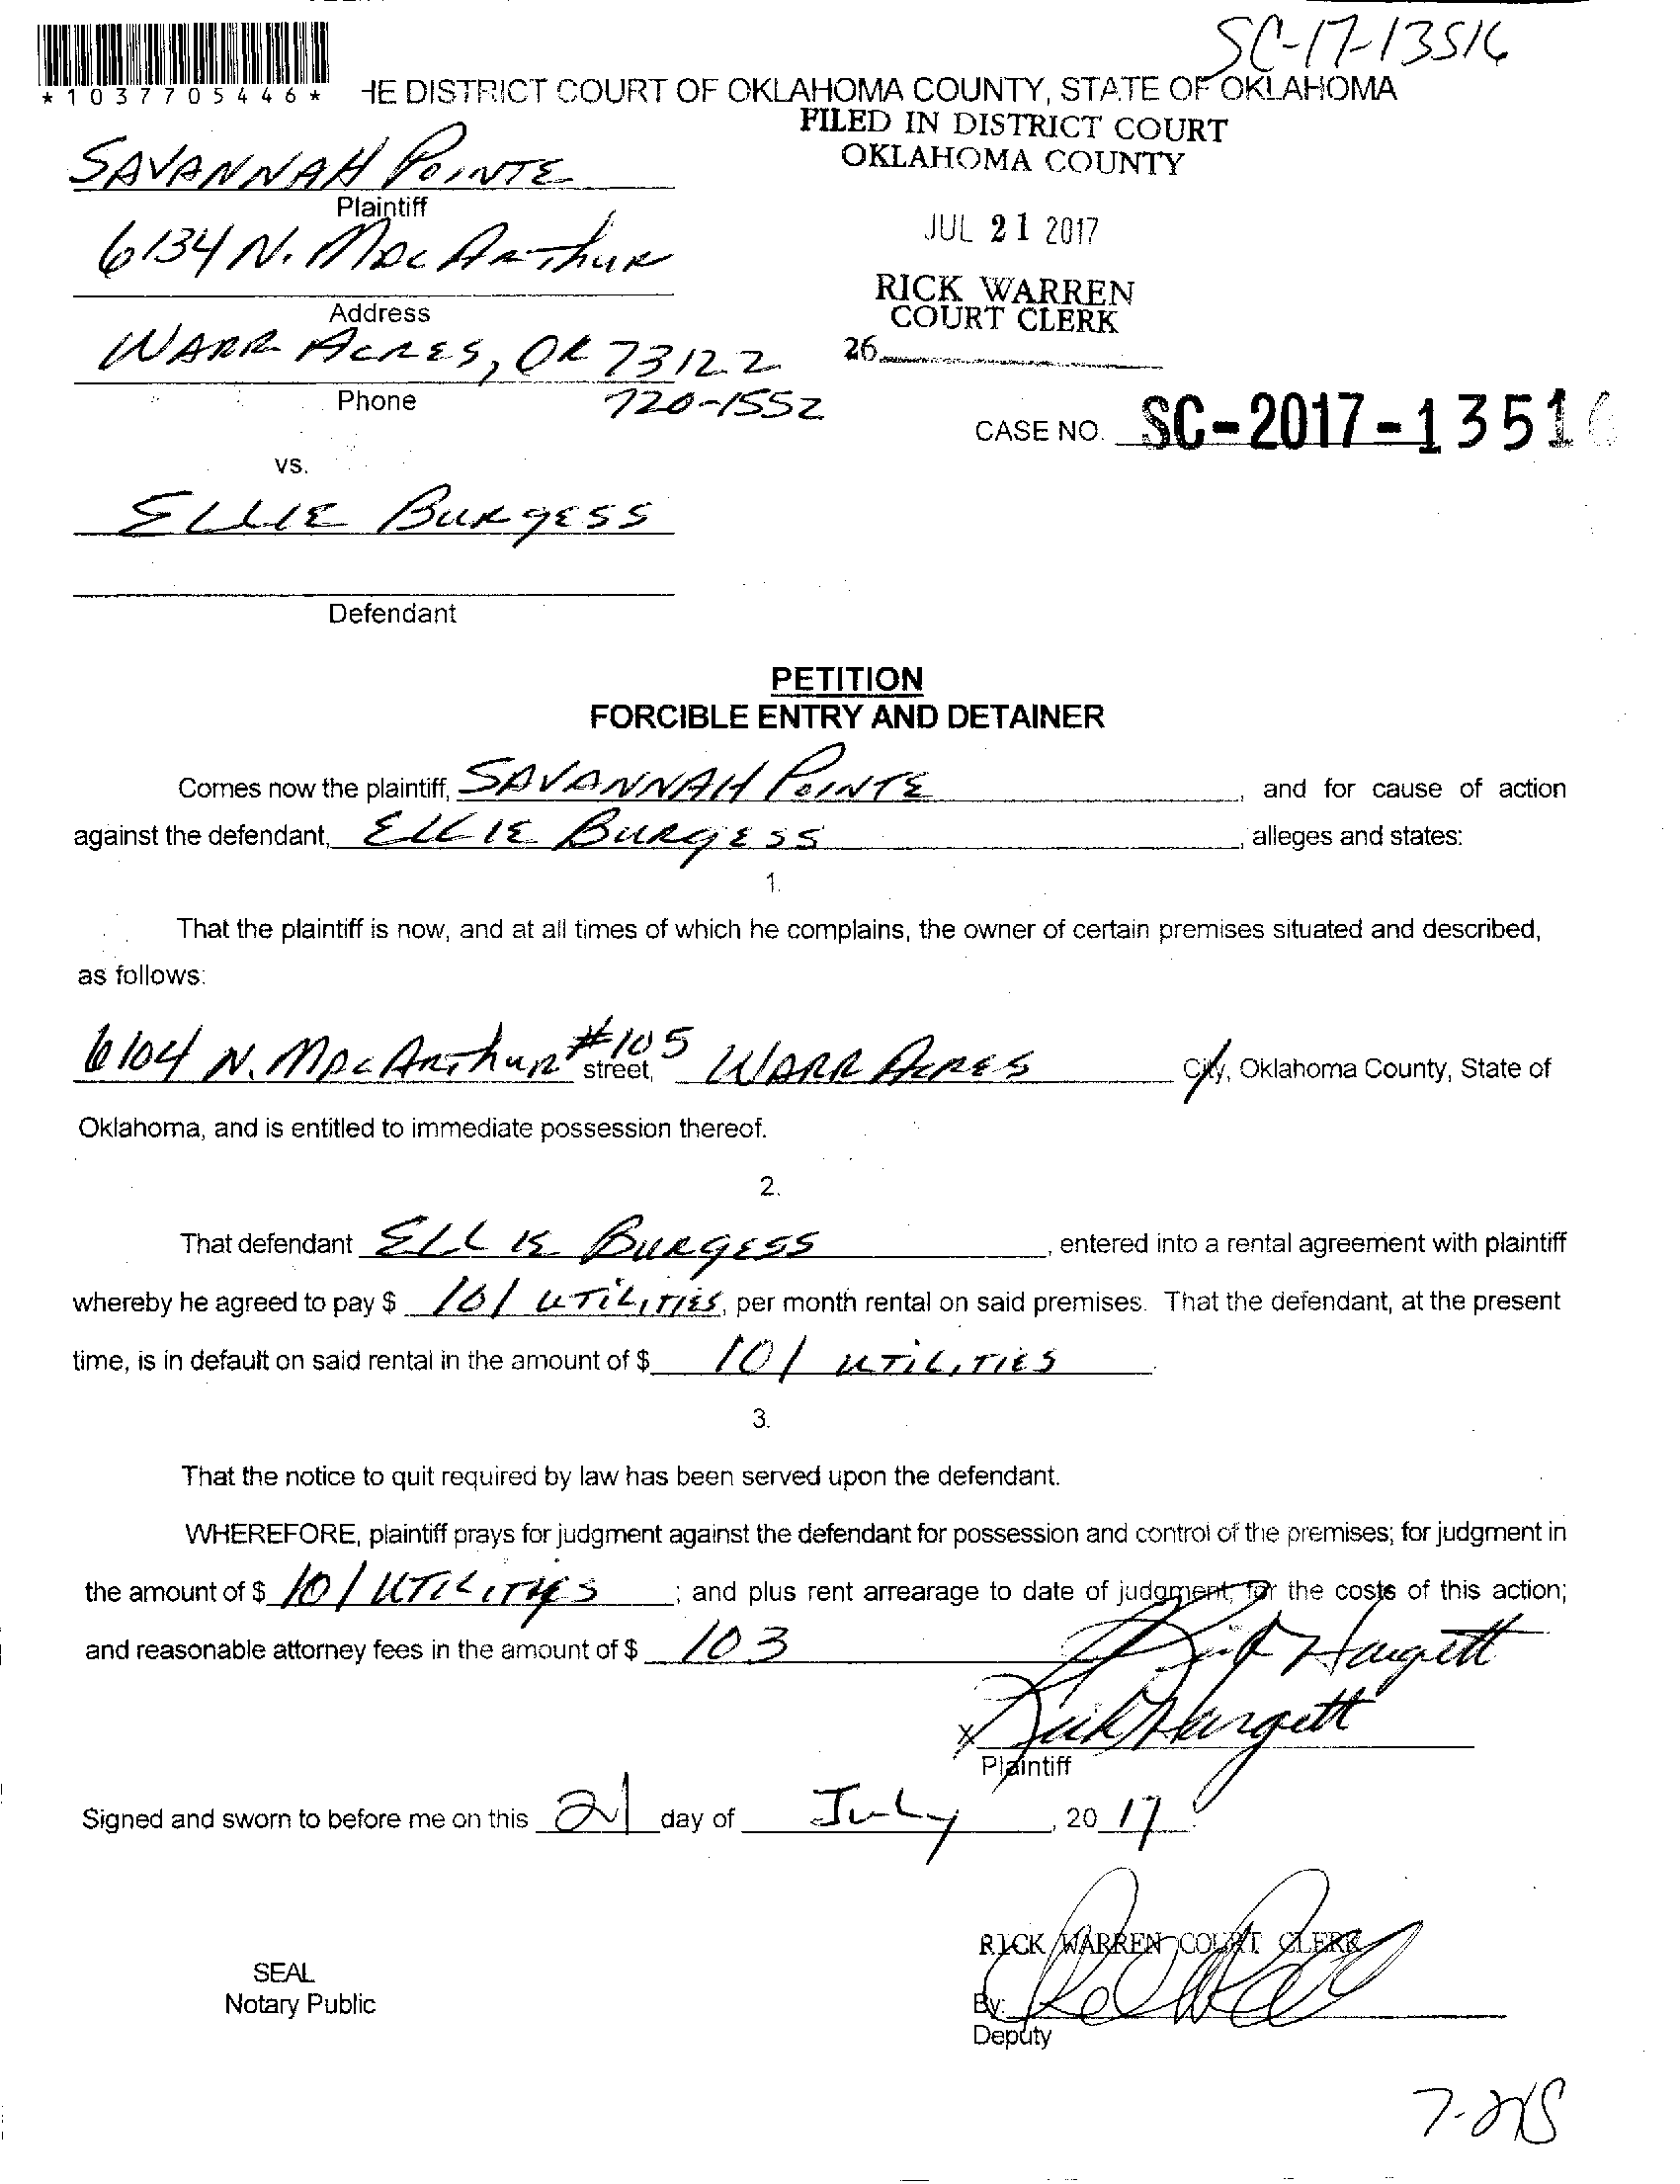 SC-17-13516
*1037705446*
HE DISTRICT COURT OF OKLAHOMA COUNTY, STATE OF OKLAHOMA
FILED IN DISTRICT COURT
OKLAHOMA COUNTY
SAVANNAH POINTE
Plaintiff
JUL 21 2017
6134 N. MacArthur
RICK WARREN
COURT CLERK
Address
26
WARR ACRES, OK 73122
Phone 720-1552
CASE NO. SC-2017-13516
vs.
ELLIE BURGESS
Defendant
PETITION
FORCIBLE ENTRY AND DETAINER
Comes now the plaintiff, SAVANNAH POINTE, and for cause of action
against the defendant, ELLIE BURGESS, alleges and states:
1.
That the plaintiff is now, and at all times of which he complains, the owner of certain premises situated and described,
as follows:
6104 N. MacArthur #105 street, WARR ACRES City, Oklahoma County, State of
Oklahoma, and is entitled to immediate possession thereof.
2.
That defendant ELLIE BURGESS, entered into a rental agreement with plaintiff
whereby he agreed to pay $ 101 UTILITIES, per month rental on said premises. That the defendant, at the present
time, is in default on said rental in the amount of $ 101 UTILITIES.
3.
That the notice to quit required by law has been served upon the defendant.
WHEREFORE, plaintiff prays for judgment against the defendant for possession and control of the premises; for judgment in
the amount of $ 101 UTILITIES; and plus rent arrearage to date of judgment, for the costs of this action;
and reasonable attorney fees in the amount of $ 103
Rick Hargett
X Rick Hargett
Plaintiff
Signed and sworn to before me on this 21 day of July, 20 17.
RICK WARREN COURT CLERK
SEAL
Notary Public
By:
Deputy